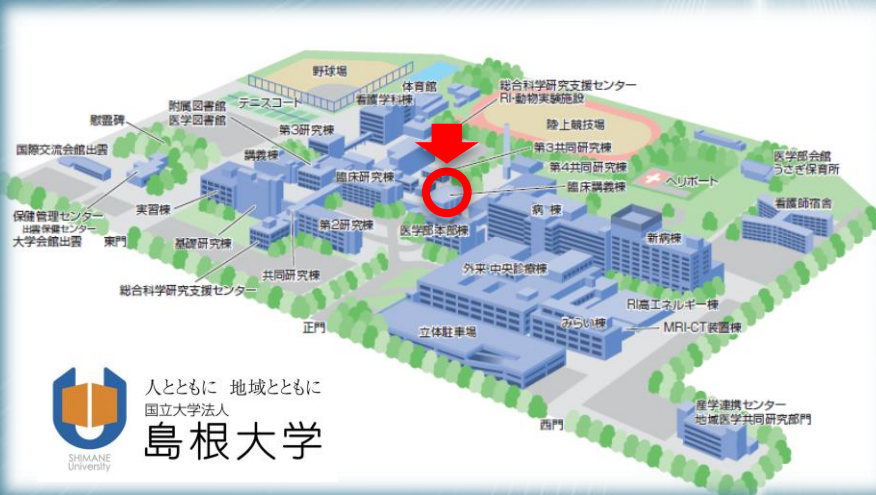 野球場
体育館
総合科学研究支援センター
RI・動物実験施設
附属図書館
医学図書館
テニスコート
看護学科棟
慰霊碑
第3研究棟
陸上競技場
国際交流会館出雲
講義棟
第3共同研究棟
医学部会館
うさぎ保育所
臨床研究棟
第4共同研究棟
ヘリポート
臨床講義棟
保健管理センター
出雲保健センター
大学会館出雲
実習棟
病棟
看護師宿舎
東門
基礎研究棟
第2研究棟
医学部本部棟
新病棟
共同研究棟
外来・中央診療棟
総合科学研究支援センター
RI高エネルギー棟
正門
立体駐車場
みらい棟
MRI-CT装置棟
人とともに 地域とともに
国立大学法人
島根大学
SHIMANE
University
西門
産学連携センター
地域医学共同研究部門